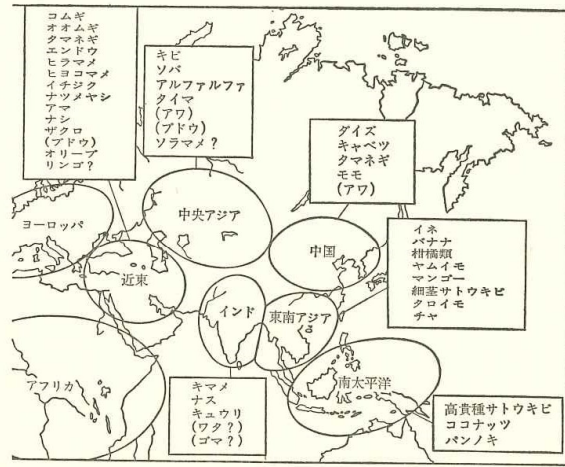 コムギ
オオムギ
タマネギ
エンドウ
ヒラマメ
ヒヨコマメ
イチジク
ナツメヤシ
アマ
ナシ
ザクロ
(ブドウ)
オリーブ
リンゴ？
キビ
ソバ
アルファルファ
タイマ
(アワ)
(ブドウ)
ソラマメ？
ダイズ
キャベツ
タマネギ
モモ
(アワ)
イネ
バナナ
柑橘類
ヤムイモ
マンゴー
細茎サトウキビ
タロイモ
チャ
ヨーロッパ
中央アジア
近東
中国
インド
東南アジア
アフリカ
南太平洋
キマメ
ナス
キュウリ
(ワタ？)
(ゴマ？)
高貴種サトウキビ
ココナッツ
パンノキ